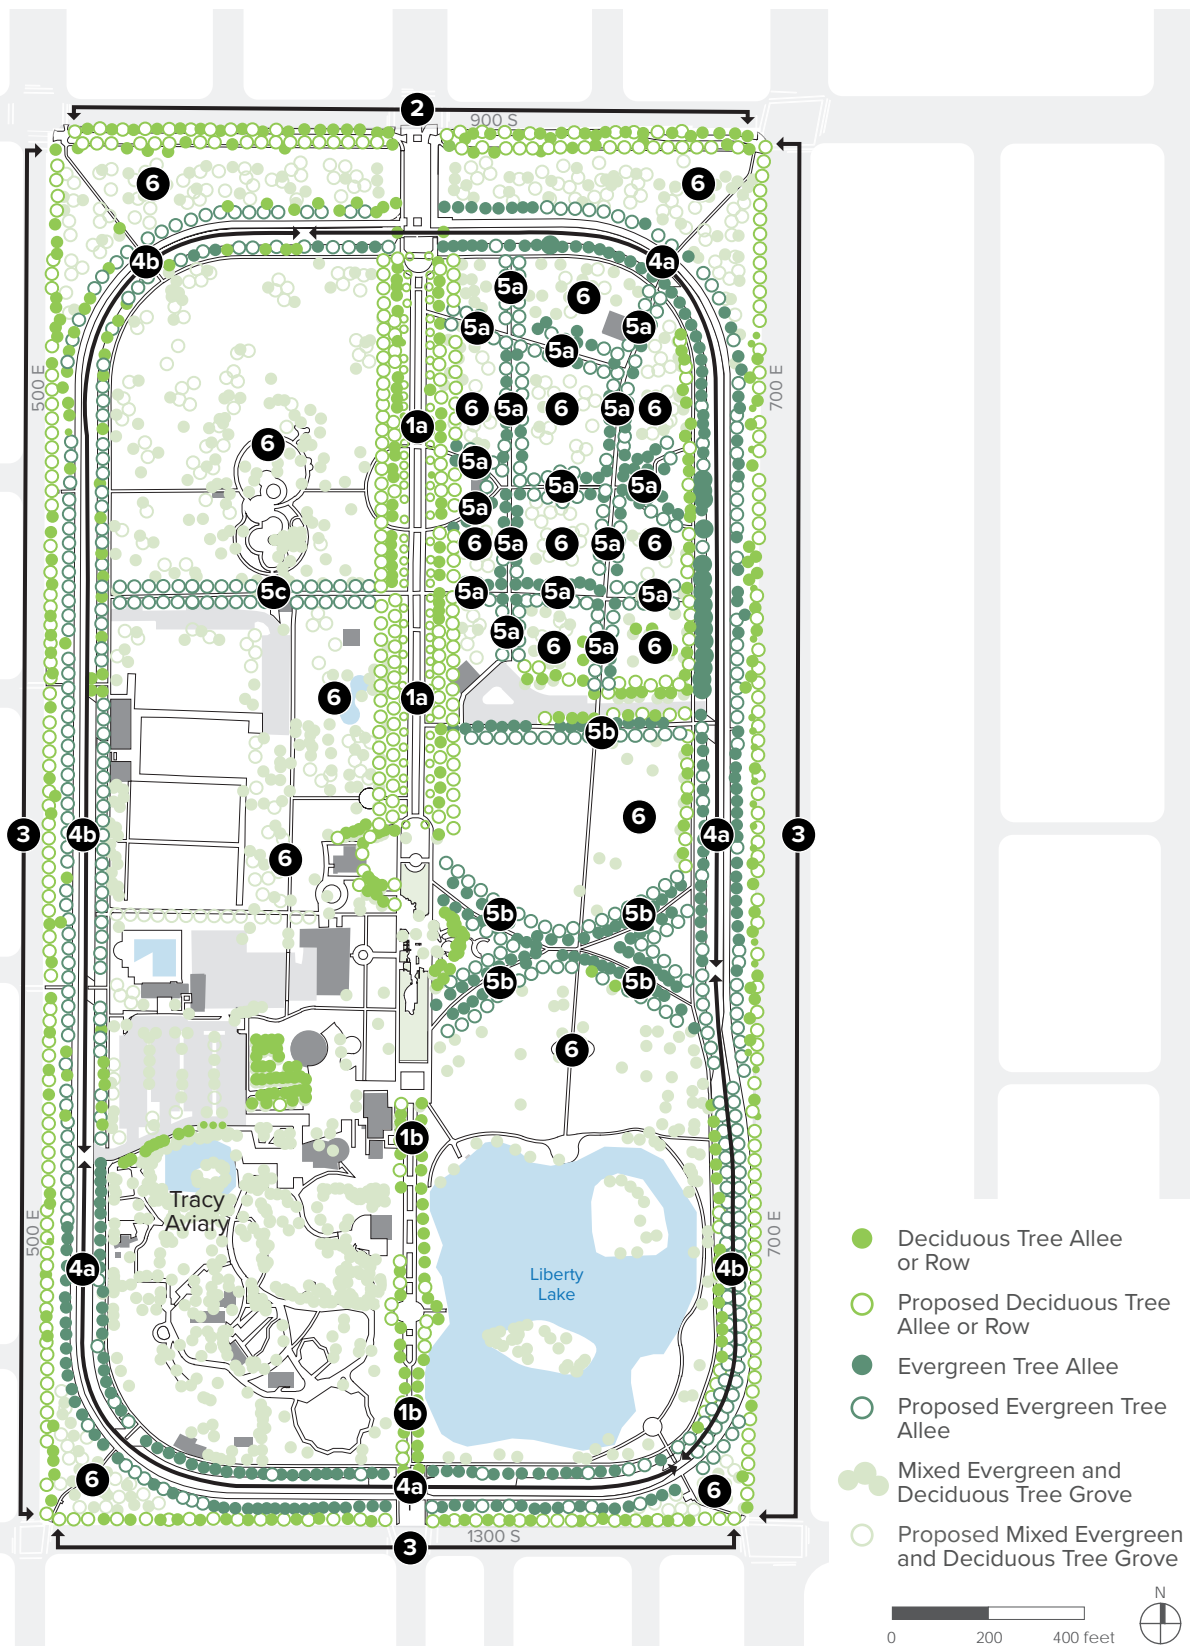 2
900 S
6
6
4b
4a
5a
6
5a
5a
5a
500 E
700 E
6
5a
6
5a
6
1a
6
5a
5a
5a
5a
6
5a
6
5a
6
5c
5a
5a
5a
5a
6
5a
6
6
1a
5b
6
3
4b
4a
3
6
5b
5b
5b
5b
6
1b
Tracy
Aviary
500 E
700 E
4a
4b
Liberty
Lake
1b
6
4a
6
1300 S
3
Deciduous Tree Allee
or Row
Proposed Deciduous Tree
Allee or Row
Evergreen Tree Allee
Proposed Evergreen Tree
Allee
Mixed Evergreen and
Deciduous Tree Grove
Proposed Mixed Evergreen
and Deciduous Tree Grove
N
0 200 400 feet